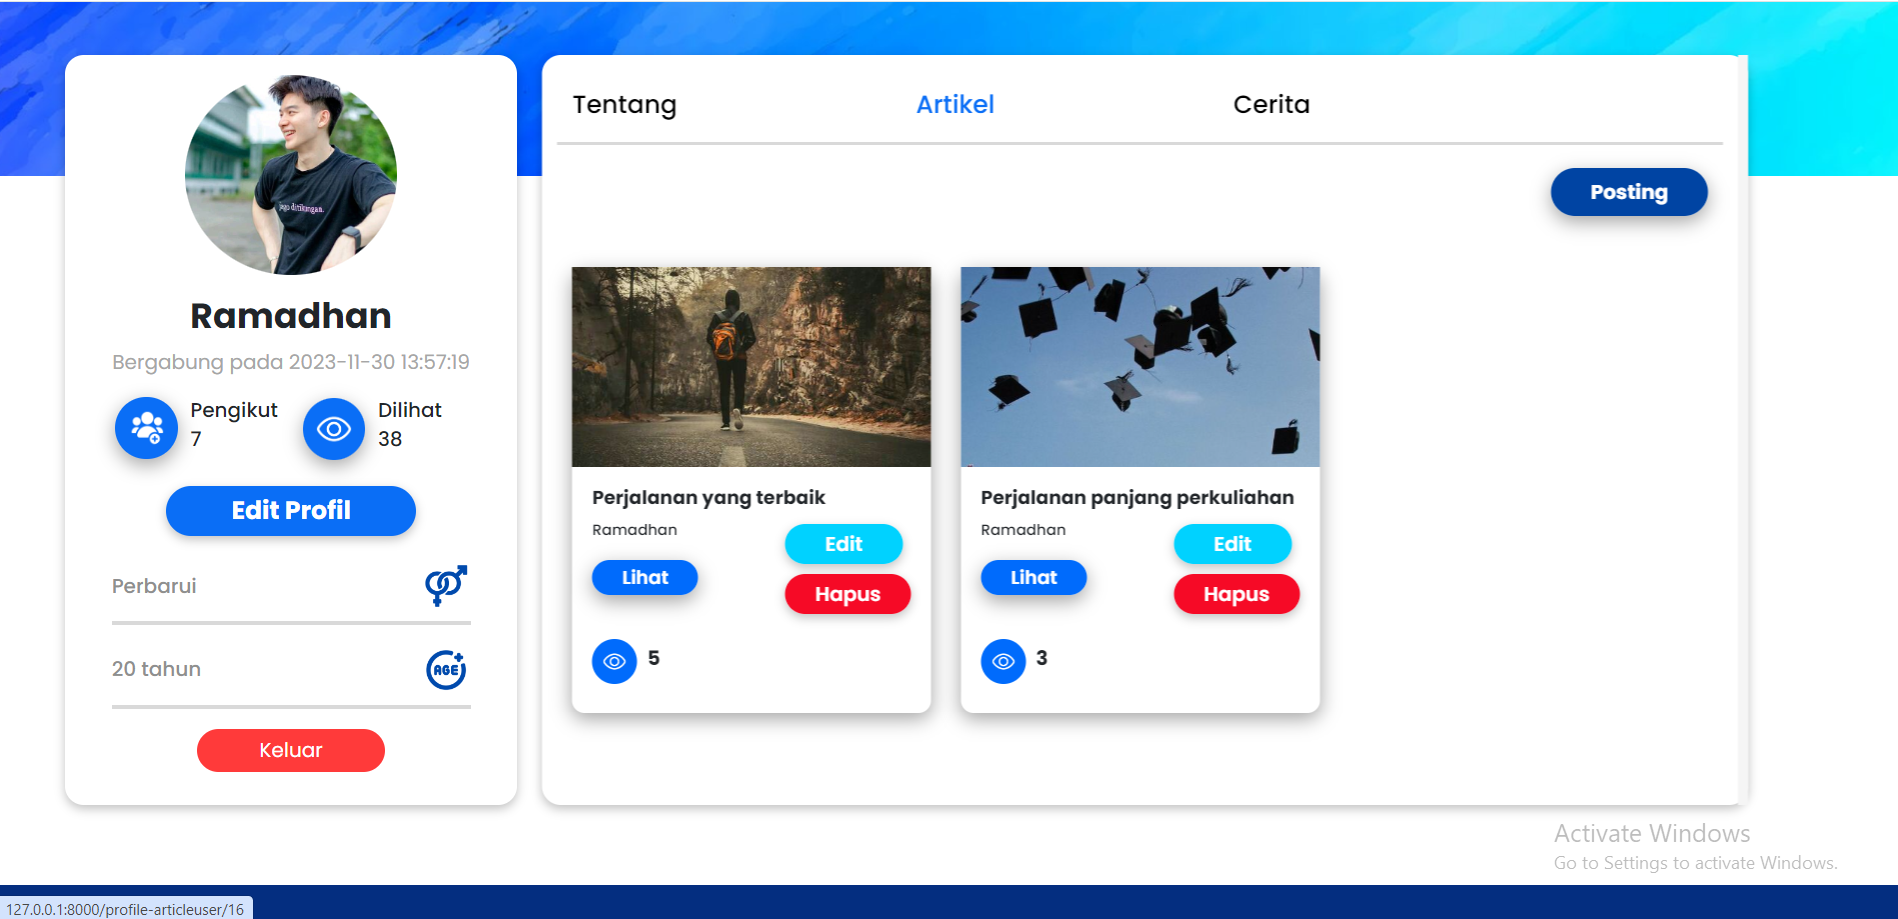 Tentang
Artikel
Cerita
Posting
jago ditikungan.
Ramadhan
Bergabung pada 2023-11-30 13:57:19
Pengikut
7
Dilihat
38
Edit Profil
Perbarui
20 tahun
AGE
Keluar
Perjalanan yang terbaik
Ramadhan
Edit
Lihat
Hapus
5
Perjalanan panjang perkuliahan
Ramadhan
Edit
Lihat
Hapus
3
Activate Windows
Go to Settings to activate Windows.
127.0.0.1:8000/profile-articleuser/16